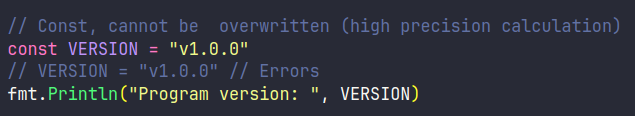 // Const, cannot be  overwritten (high precision calculation)
const VERSION = "v1.0.0"
// VERSION = "v1.0.0" // Errors
fmt.Println("Program version: ", VERSION)